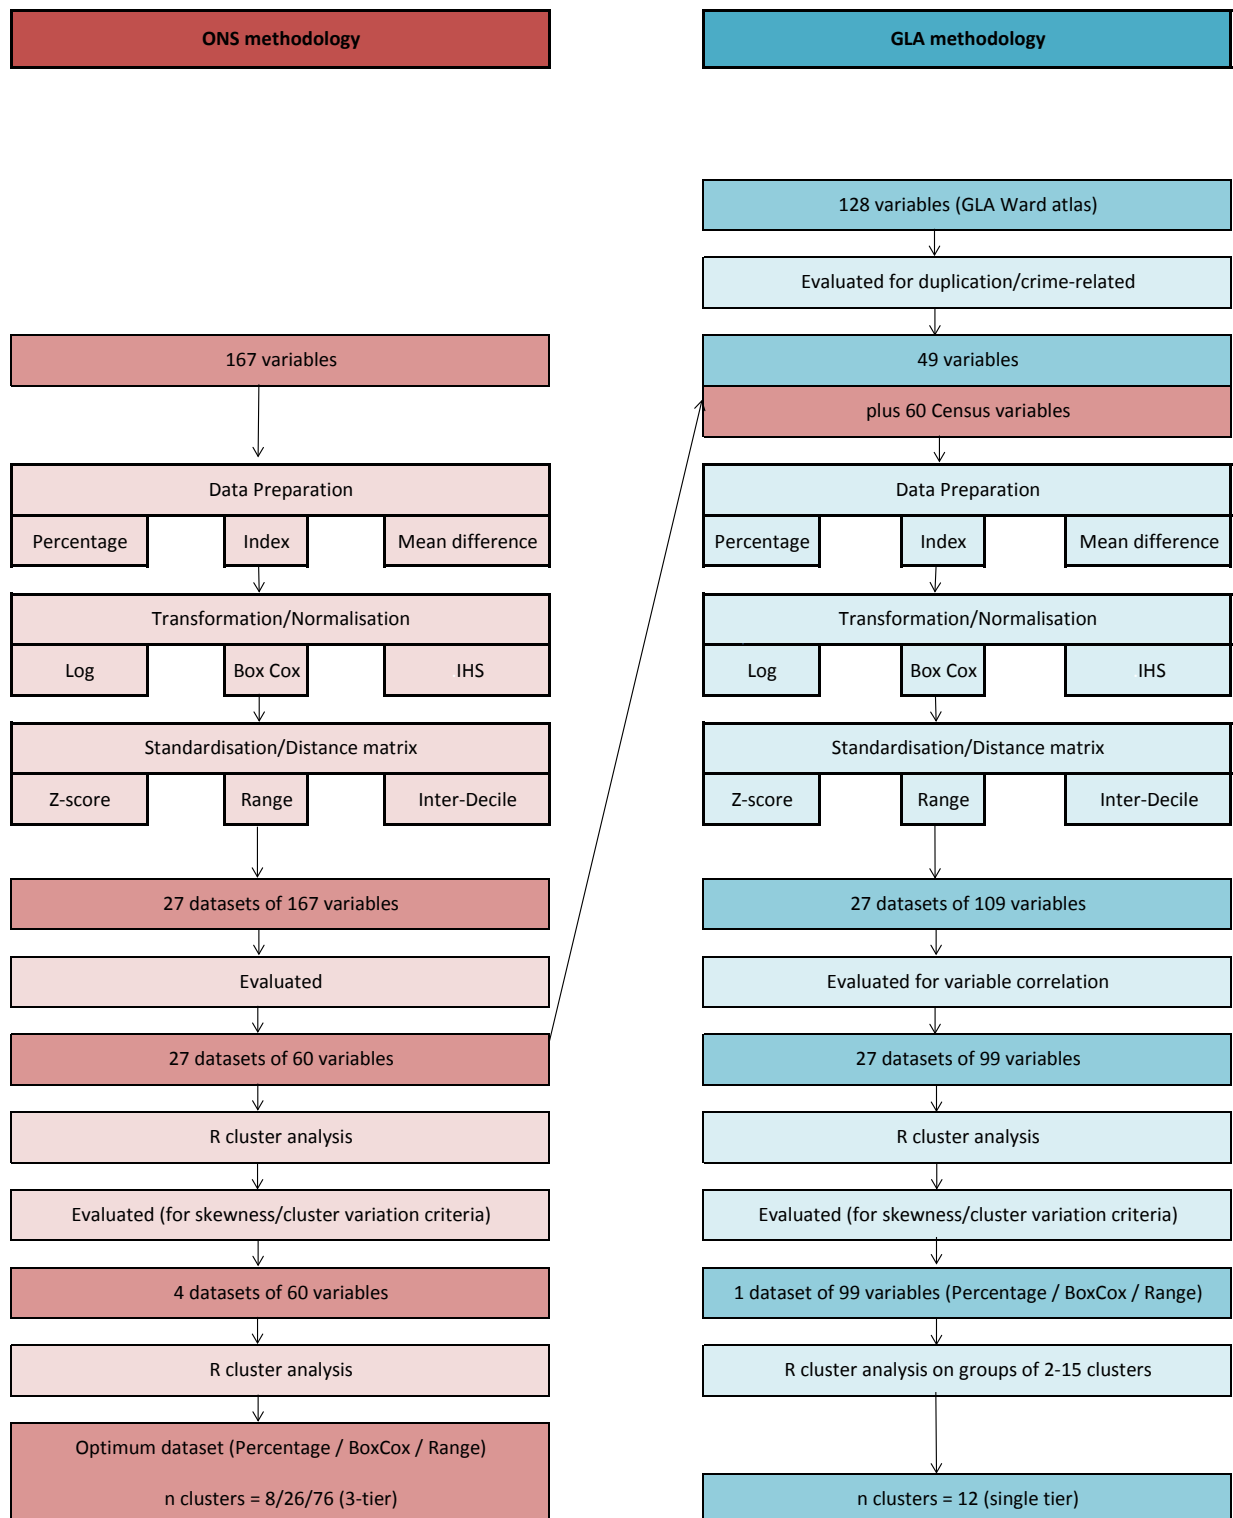 ONS methodology
167 variables
Data Preparation
Percentage
Index
Mean difference
Transformation/Normalisation
Log
Box Cox
IHS
Standardisation/Distance matrix
Z-score
Range
Inter-Decile
27 datasets of 167 variables
Evaluated
27 datasets of 60 variables
R cluster analysis
Evaluated (for skewness/cluster variation criteria)
4 datasets of 60 variables
R cluster analysis
Optimum dataset (Percentage / BoxCox / Range)
n clusters = 8/26/76 (3-tier)
GLA methodology
128 variables (GLA Ward atlas)
Evaluated for duplication/crime-related
49 variables
plus 60 Census variables
Data Preparation
Percentage
Index
Mean difference
Transformation/Normalisation
Log
Box Cox
IHS
Standardisation/Distance matrix
Z-score
Range
Inter-Decile
27 datasets of 109 variables
Evaluated for variable correlation
27 datasets of 99 variables
R cluster analysis
Evaluated (for skewness/cluster variation criteria)
1 dataset of 99 variables (Percentage / BoxCox / Range)
R cluster analysis on groups of 2-15 clusters
n clusters = 12 (single tier)